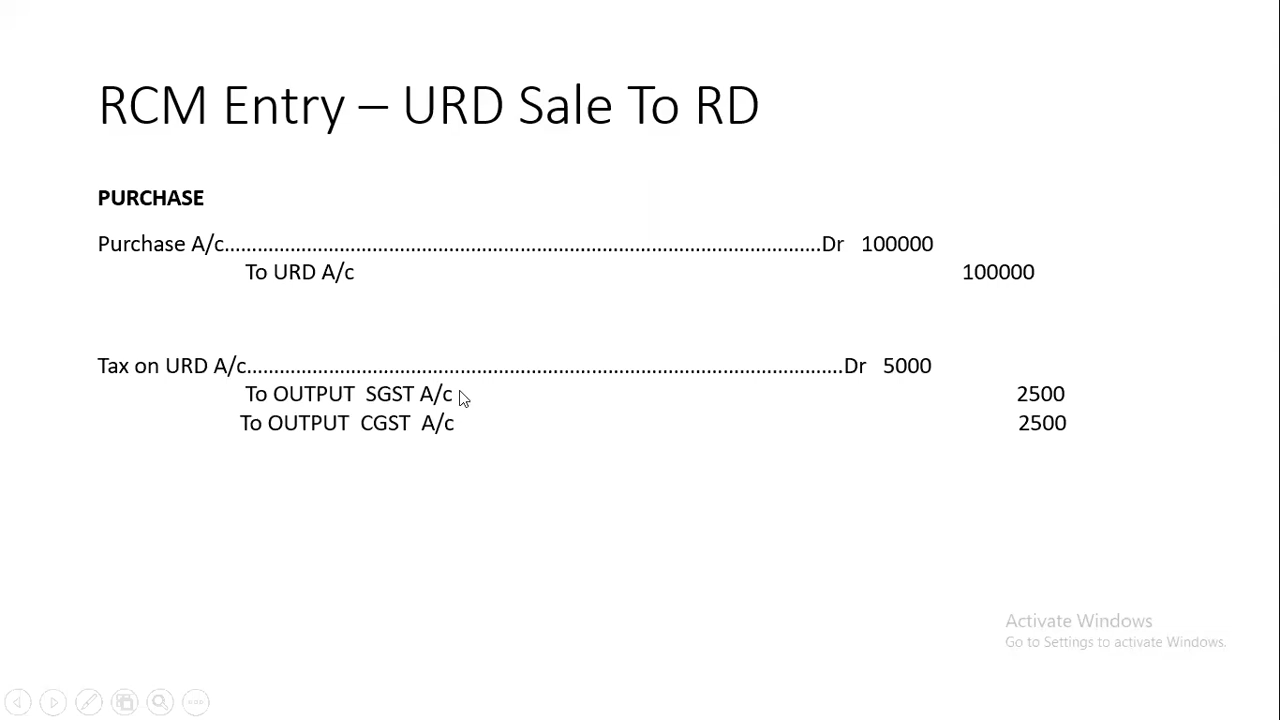 RCM Entry – URD Sale To RD
PURCHASE
Purchase A/c.....................................................................................................Dr 100000
To URD A/c 100000
Tax on URD A/c.....................................................................................................Dr 5000
To OUTPUT SGST A/c 2500
To OUTPUT CGST A/c 2500
Activate Windows
Go to Settings to activate Windows.